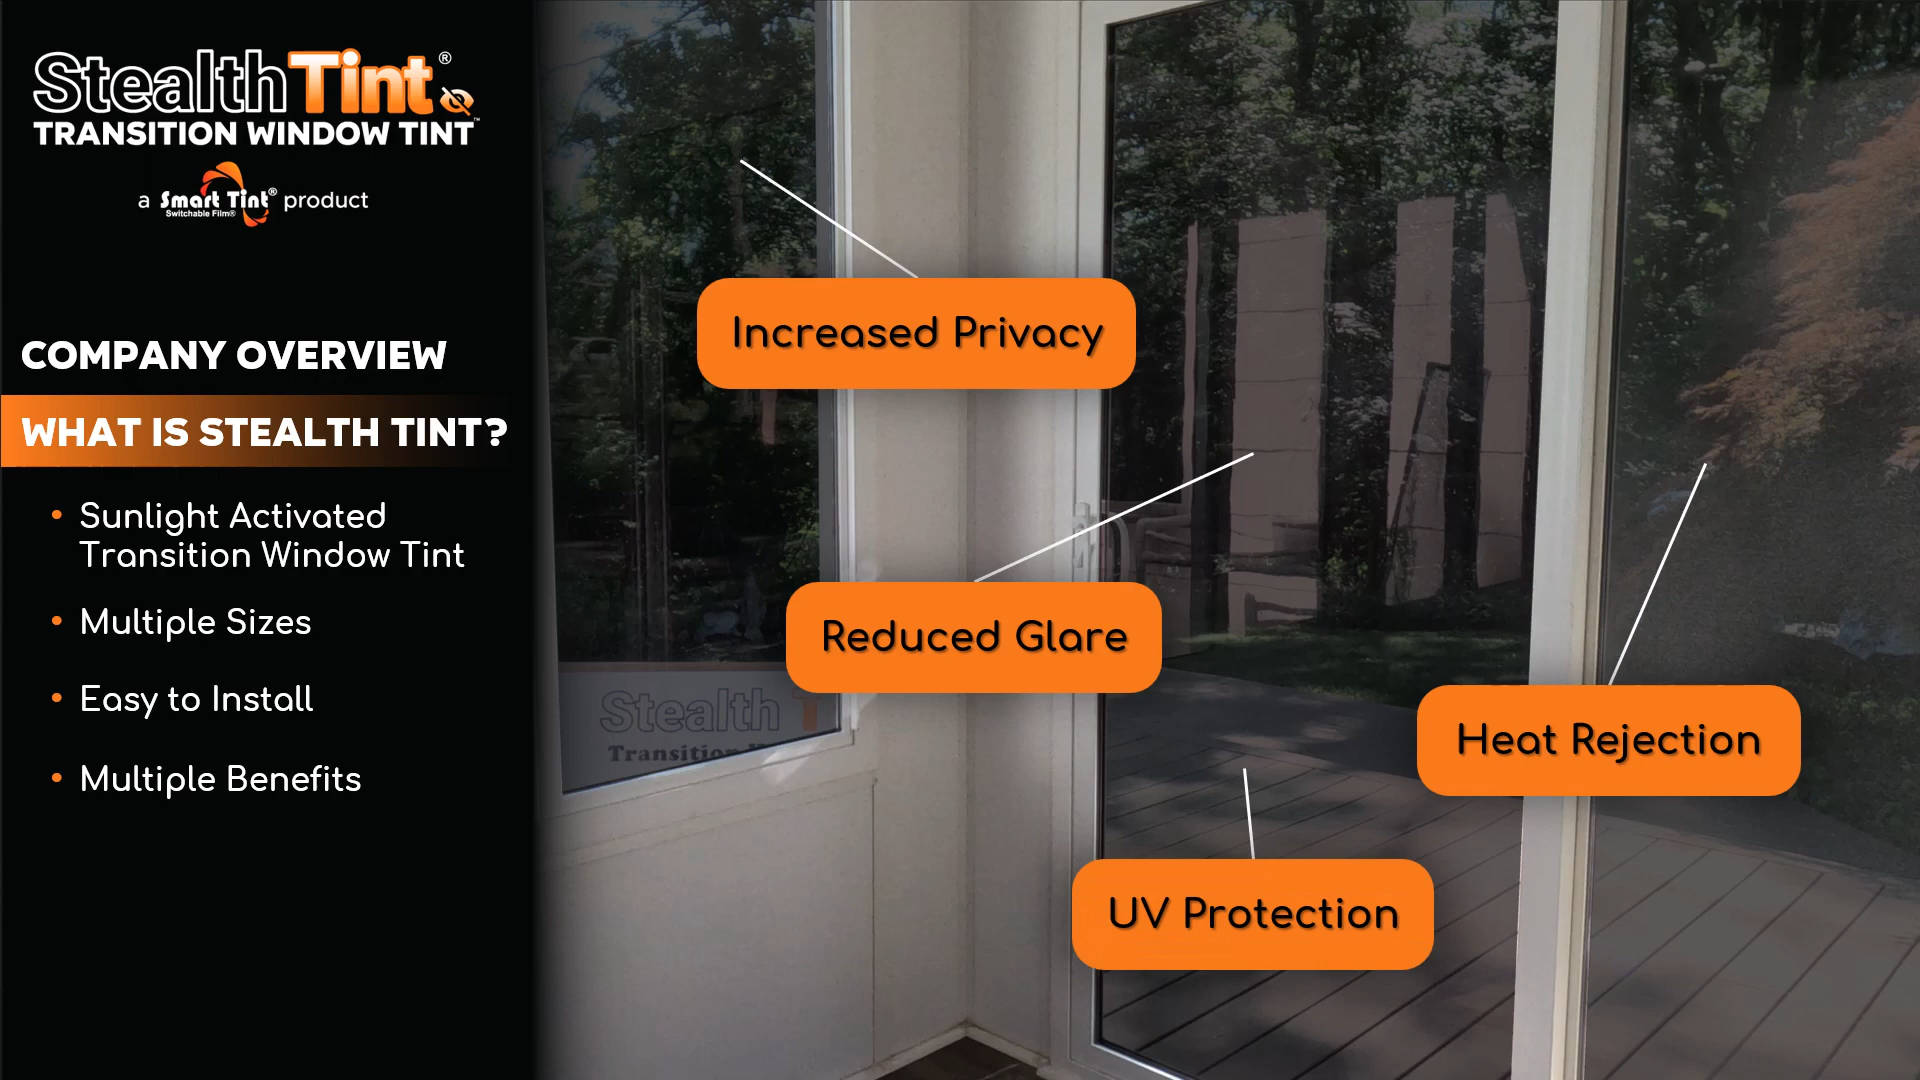 StealthTint®
TRANSITION WINDOW TINT™
a Smart Tint® product
Switchable Film®
COMPANY OVERVIEW
WHAT IS STEALTH TINT?
• Sunlight Activated
Transition Window Tint
• Multiple Sizes
• Easy to Install
• Multiple Benefits
Increased Privacy
Reduced Glare
Heat Rejection
UV Protection
Stealth T
Transition